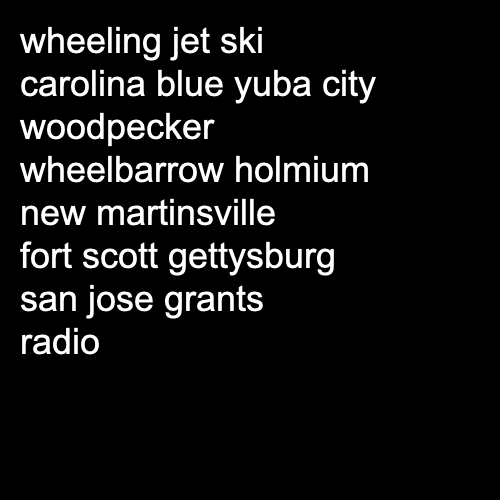 wheeling jet ski
carolina blue yuba city
woodpecker
wheelbarrow holmium
new martinsville
fort scott gettysburg
san jose grants
radio